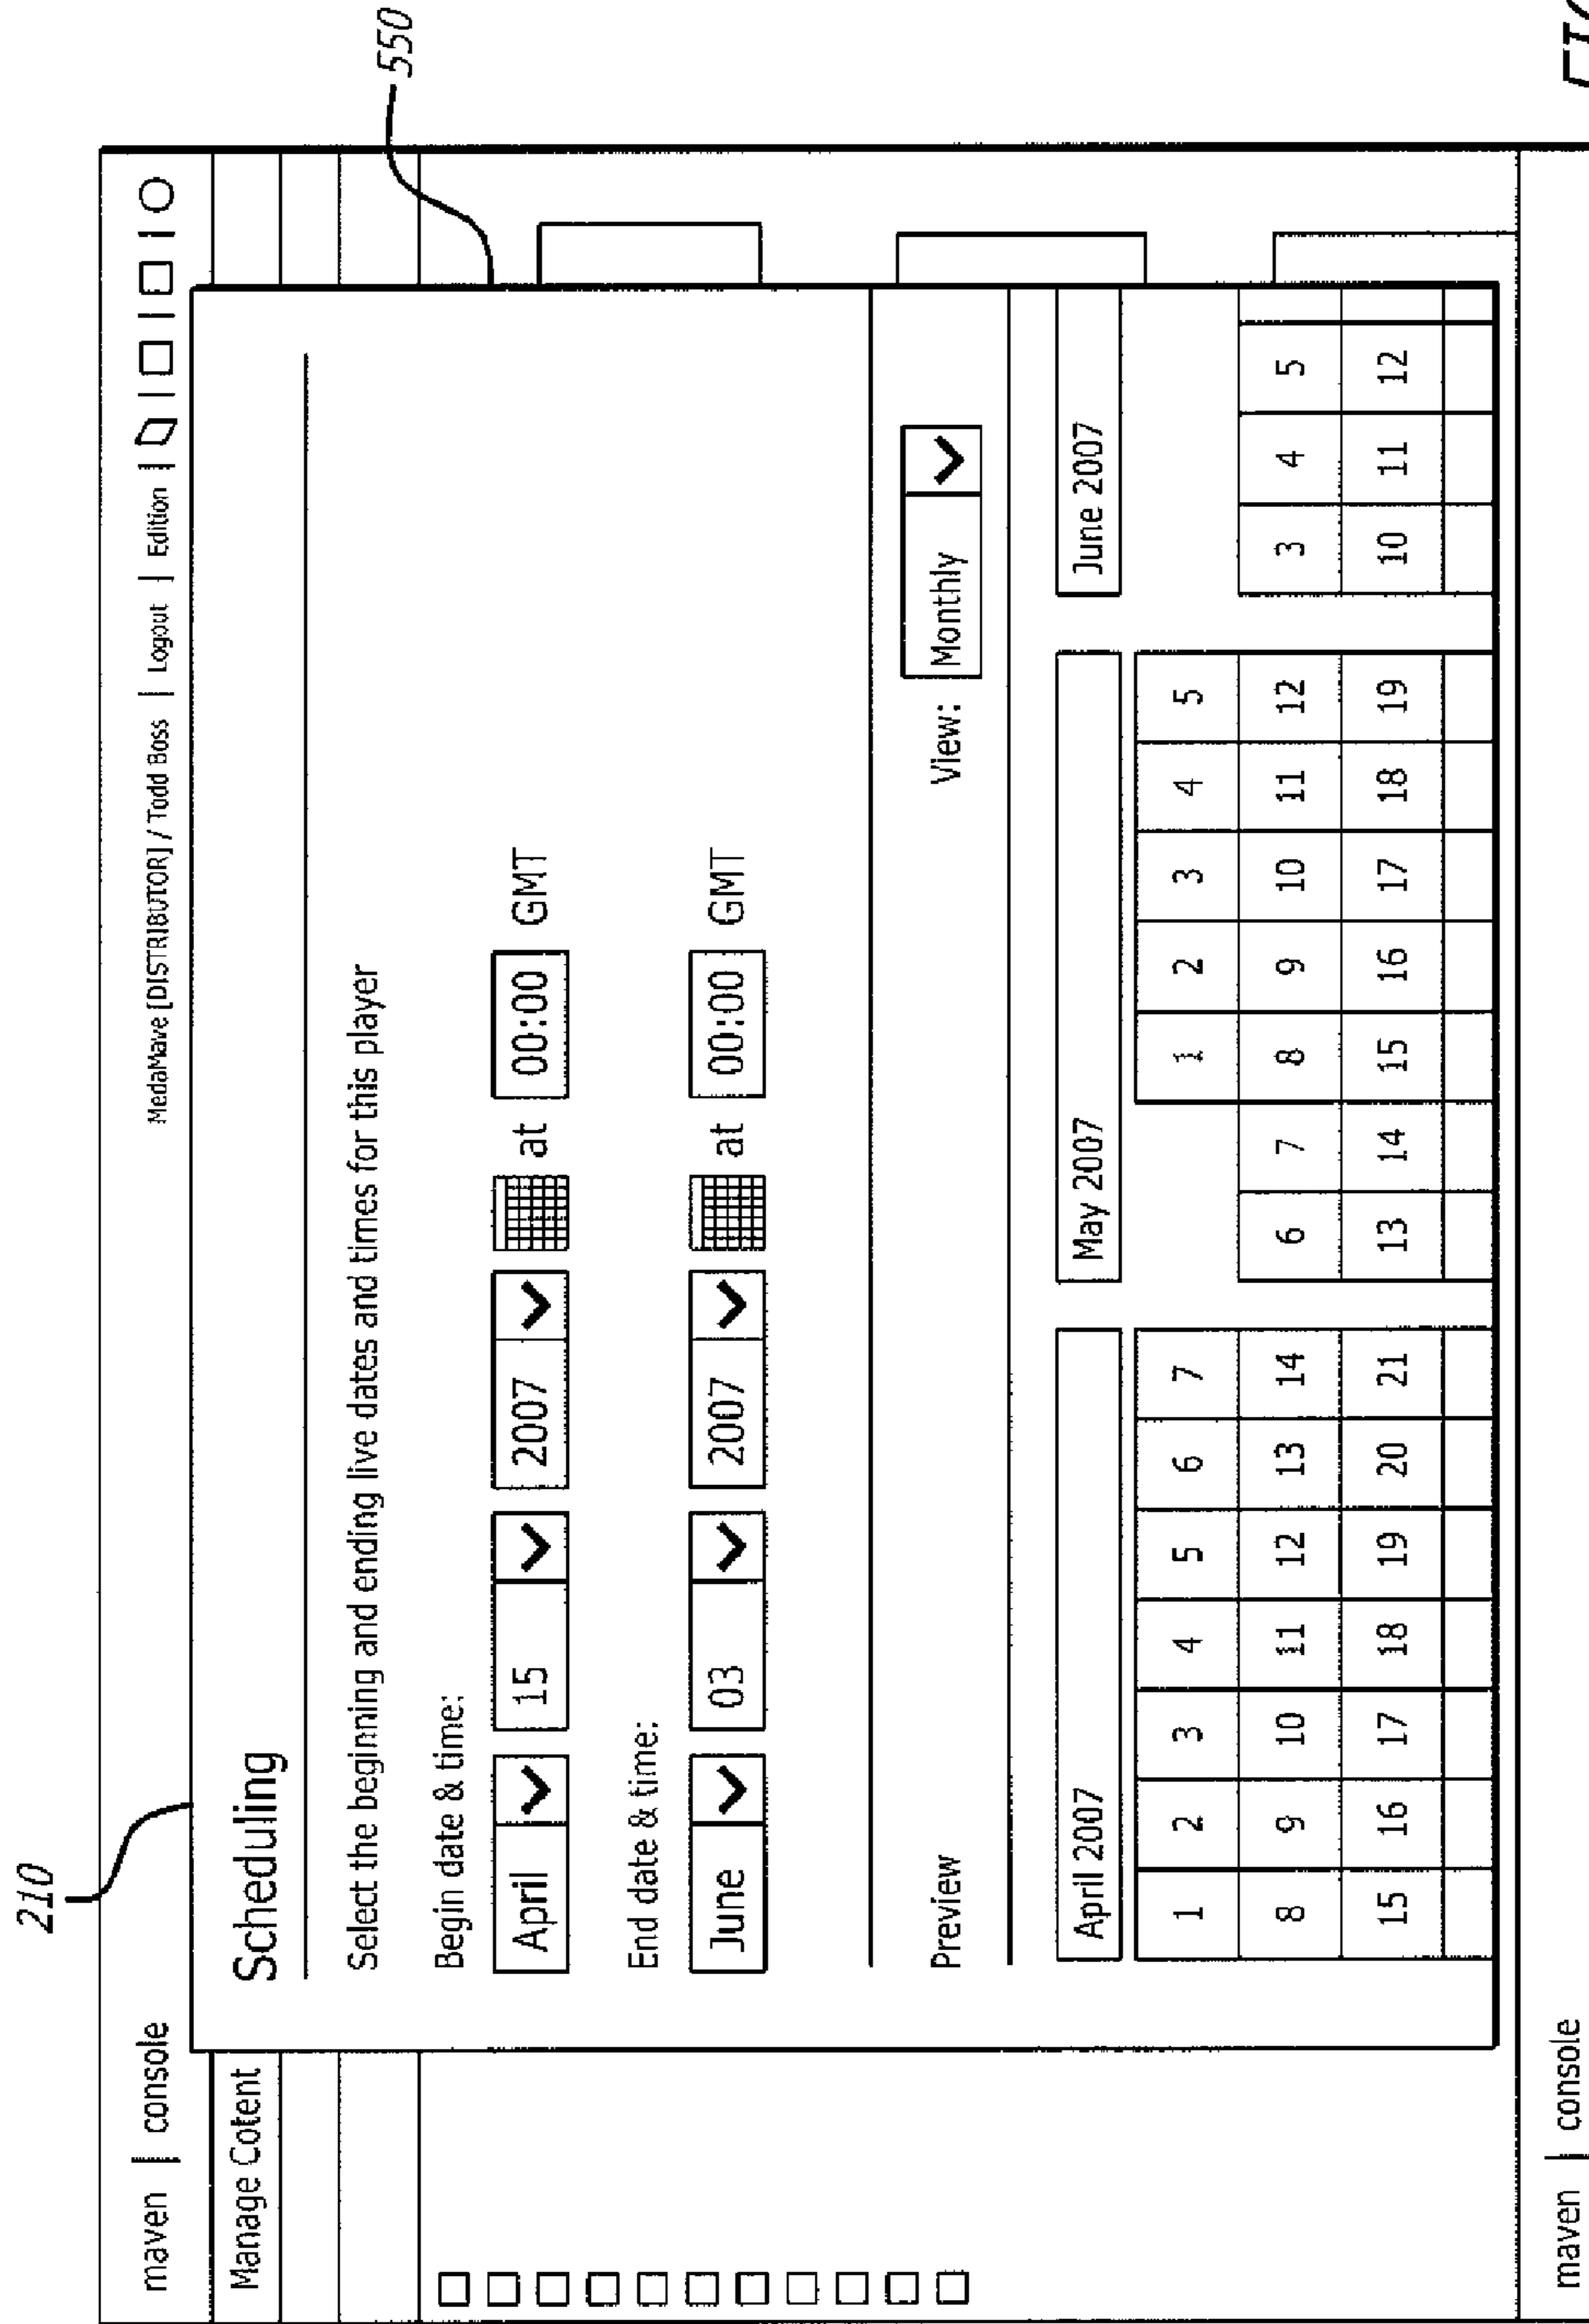 210
550
maven | console
MedaMave [DISTRIBUTOR] / Todd Boss | Logout | Edition |
Manage Cotent
Scheduling
Select the beginning and ending live dates and times for this player
Begin date & time:
April 15 2007 at 00:00 GMT
End date & time:
June 03 2007 at 00:00 GMT
Preview
View: Monthly
April 2007 May 2007 June 2007
1 2 3 4 5 6 7 1 2 3 4 5
8 9 10 11 12 13 14 6 7 8 9 10 11 12 3 4 5
15 16 17 18 19 20 21 13 14 15 16 17 18 19 10 11 12
maven | console